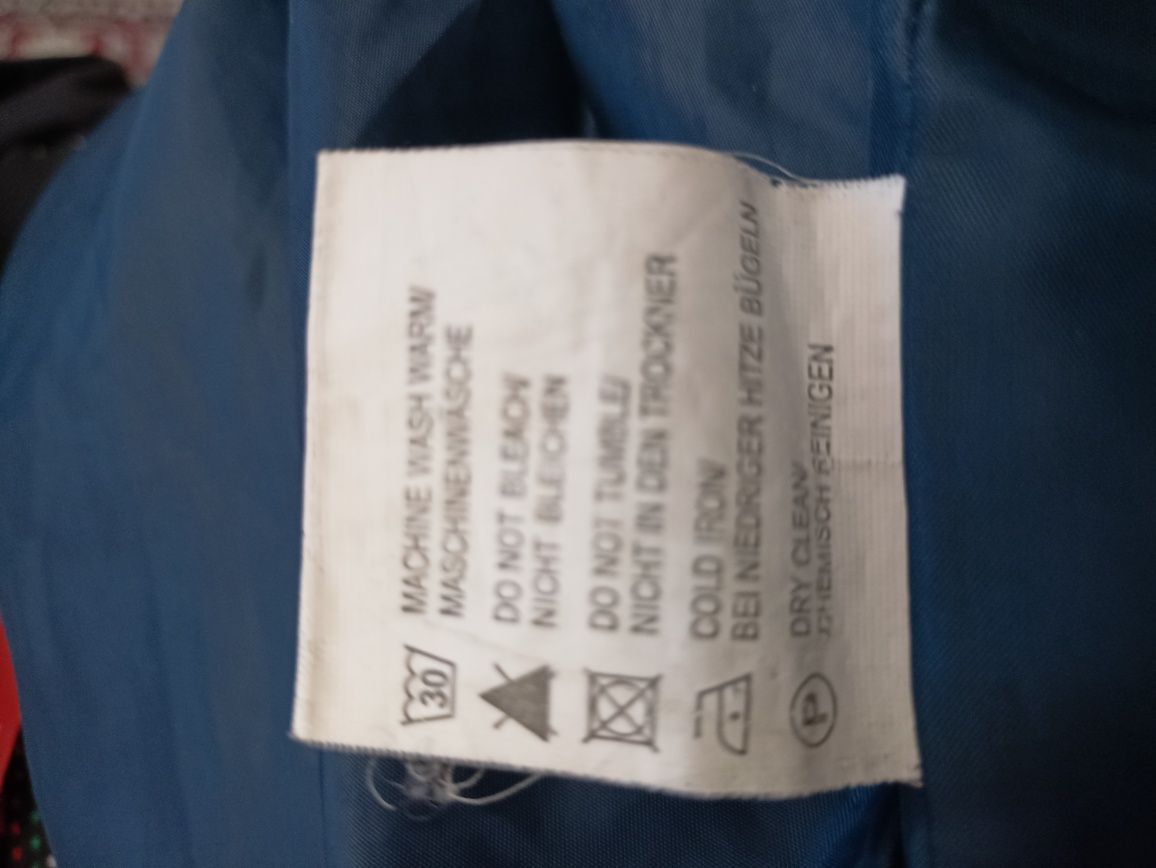 30
MACHINE WASH WARM/
MASCHINENWÄSCHE
DO NOT BLEACH/
NICHT BLEICHEN
DO NOT TUMBLE/
NICHT IN DEN TROCKNER
COLD IRON/
BEI NIEDRIGER HITZE BÜGELN
P
DRY CLEAN/
CHEMISCH REINIGEN